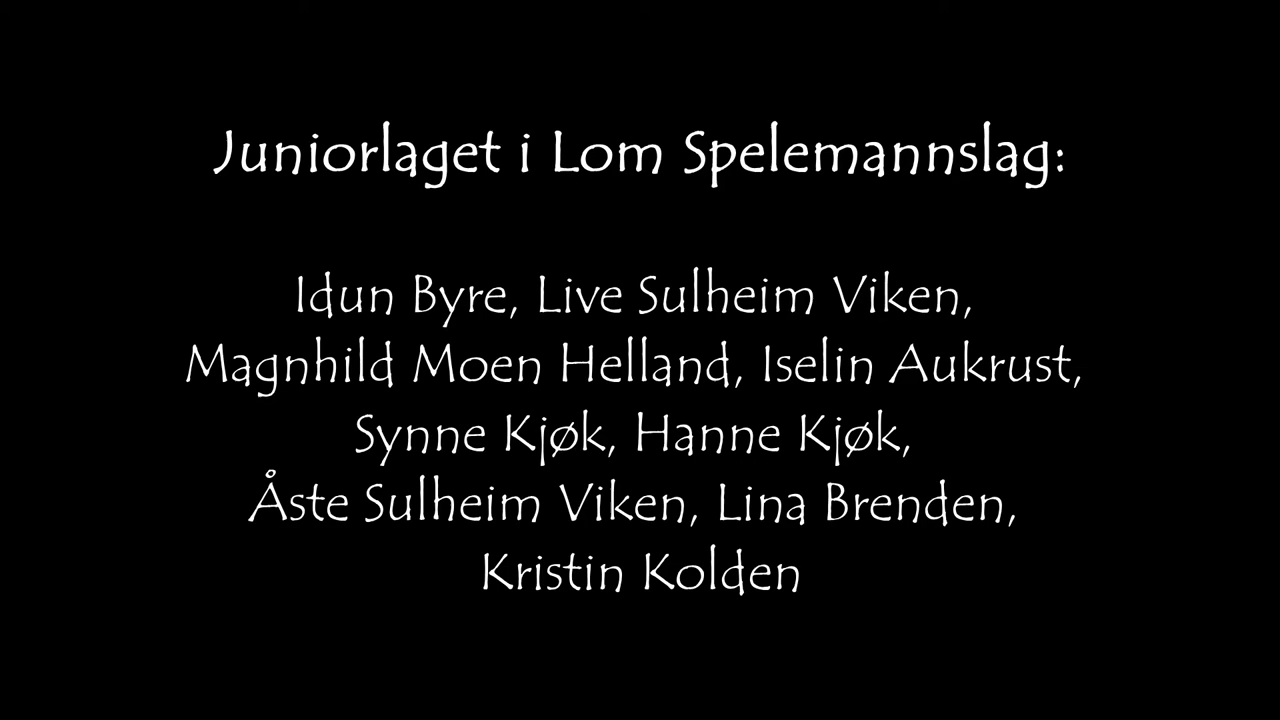 Juniorlaget i Lom Spelemannslag:
Idun Byre, Live Sulheim Viken,
Magnhild Moen Helland, Iselin Aukrust,
Synne Kjøk, Hanne Kjøk,
Åste Sulheim Viken, Lina Brenden,
Kristin Kolden